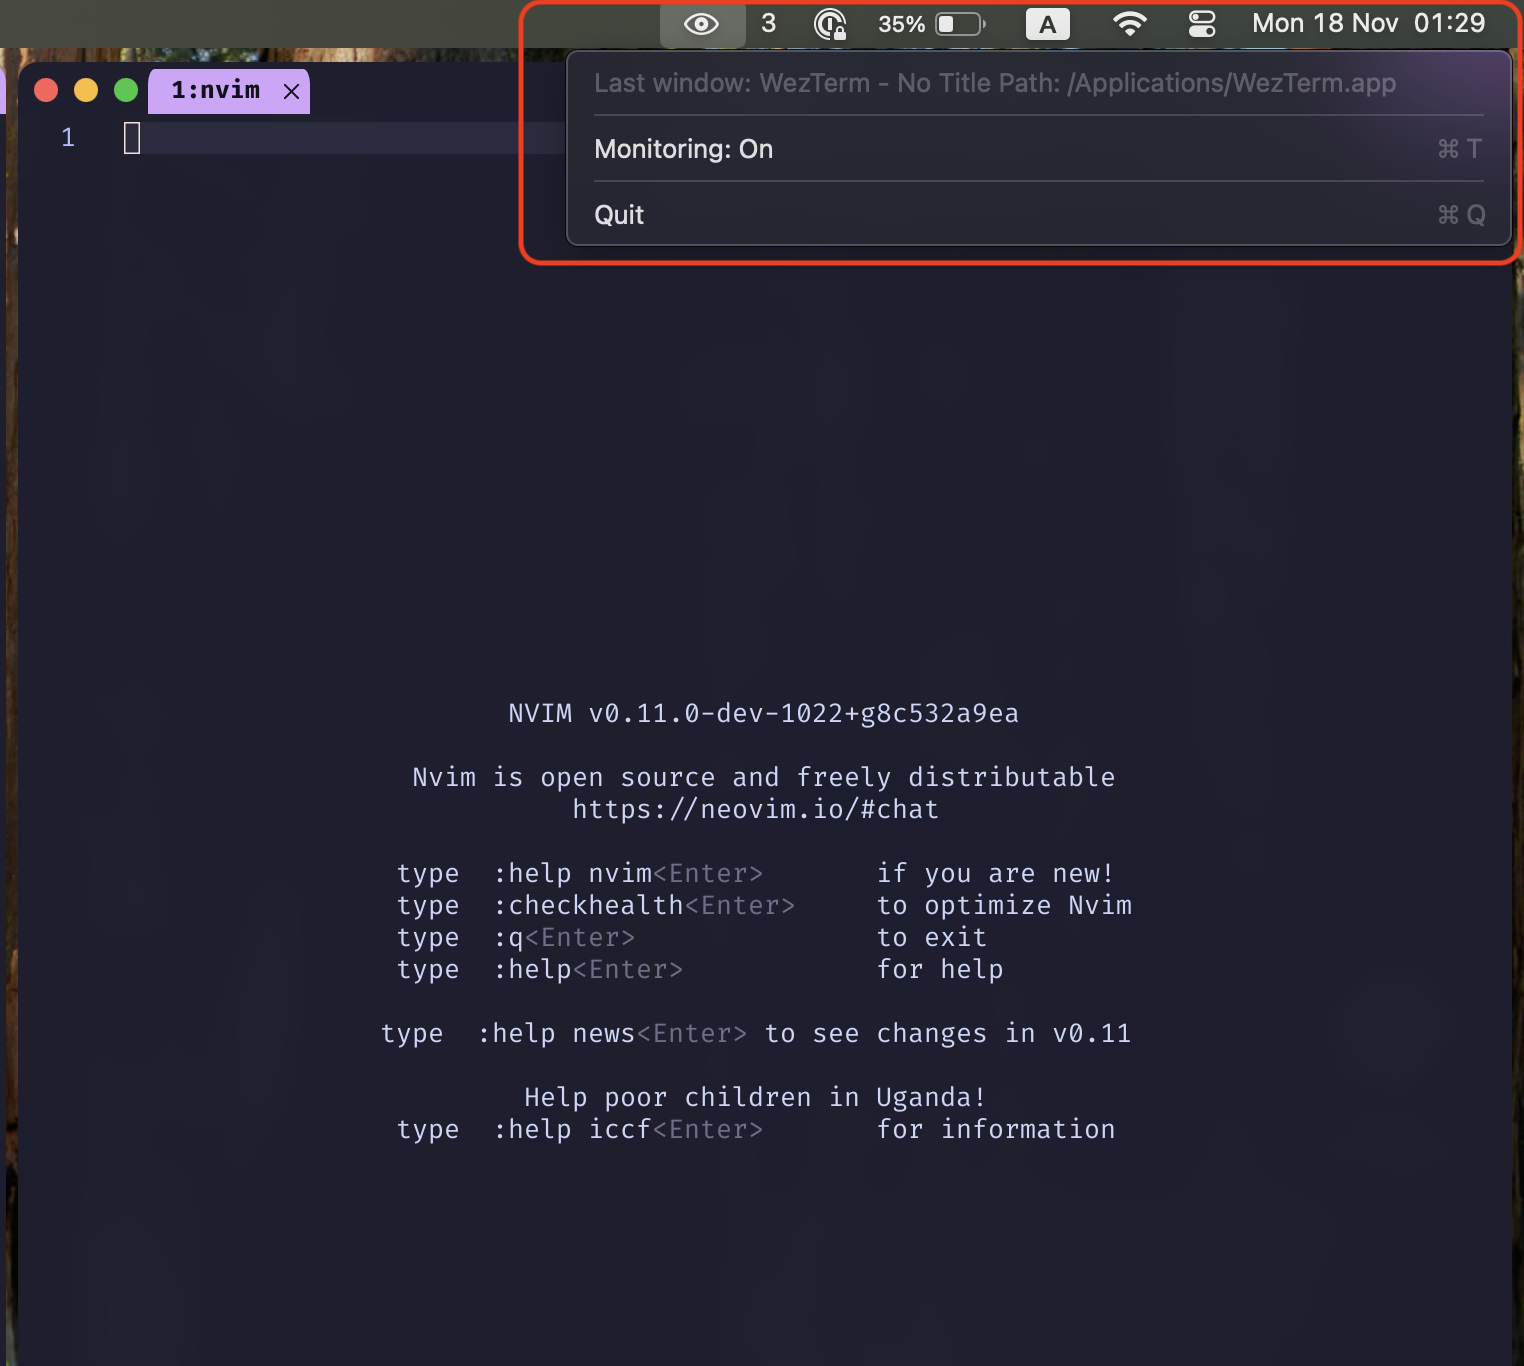 3 35% A Mon 18 Nov 01:29
1:nvim ×
Last window: WezTerm - No Title Path: /Applications/WezTerm.app
Monitoring: On ⌘ T
Quit ⌘ Q
1
NVIM v0.11.0-dev-1022+g8c532a9ea
Nvim is open source and freely distributable
https://neovim.io/#chat
type :help nvim<Enter> if you are new!
type :checkhealth<Enter> to optimize Nvim
type :q<Enter> to exit
type :help<Enter> for help
type :help news<Enter> to see changes in v0.11
Help poor children in Uganda!
type :help iccf<Enter> for information